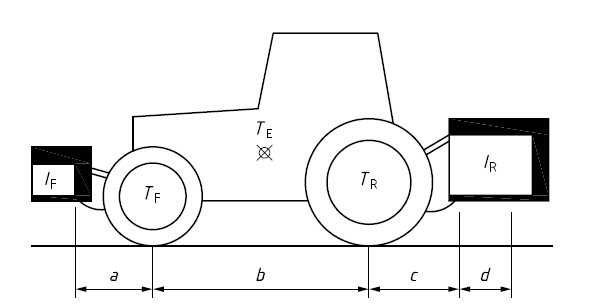 T_E
I_F
T_F
T_R
I_R
a b c d